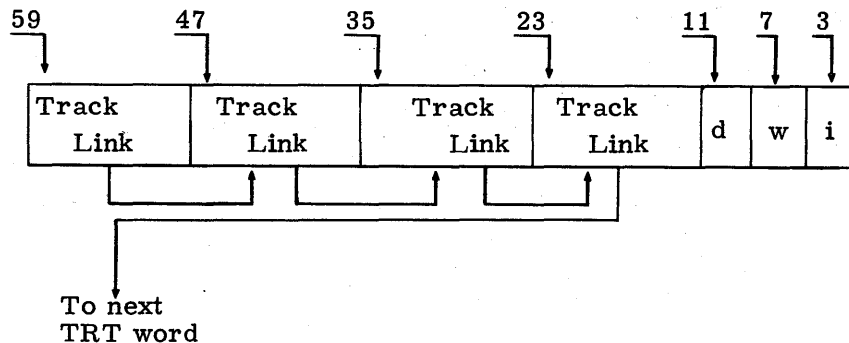 59 47 35 23 11 7 3
Track Track Track Track
Link Link Link Link d w i
To next
TRT word